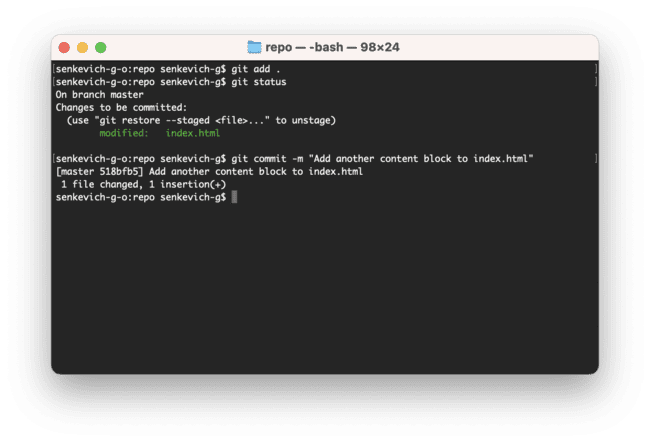 repo — -bash — 98×24
[senkevich-g-o:repo senkevich-g$ git add . ]
[senkevich-g-o:repo senkevich-g$ git status ]
On branch master
Changes to be committed:
  (use "git restore --staged <file>..." to unstage)
        modified:   index.html

[senkevich-g-o:repo senkevich-g$ git commit -m "Add another content block to index.html" ]
[master 518bfb5] Add another content block to index.html
 1 file changed, 1 insertion(+)
senkevich-g-o:repo senkevich-g$